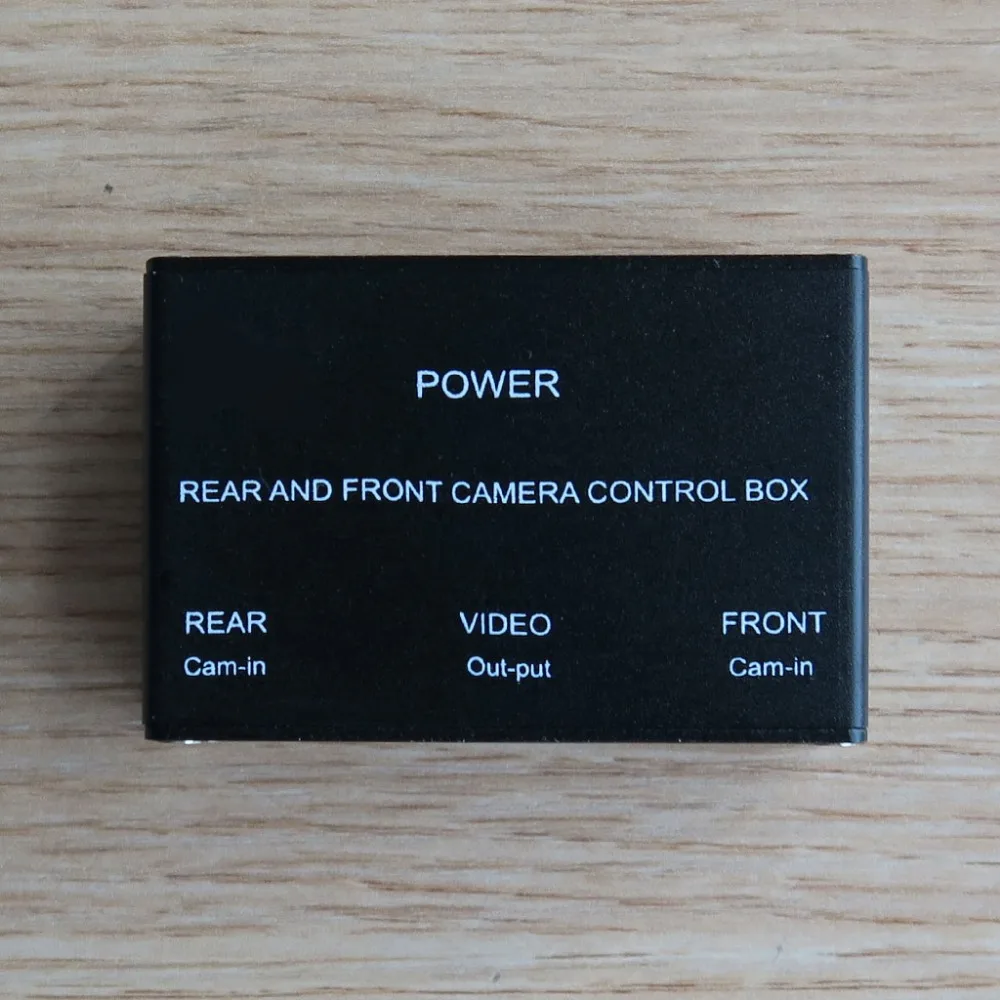 POWER
REAR AND FRONT CAMERA CONTROL BOX
REAR VIDEO FRONT
Cam-in Out-put Cam-in